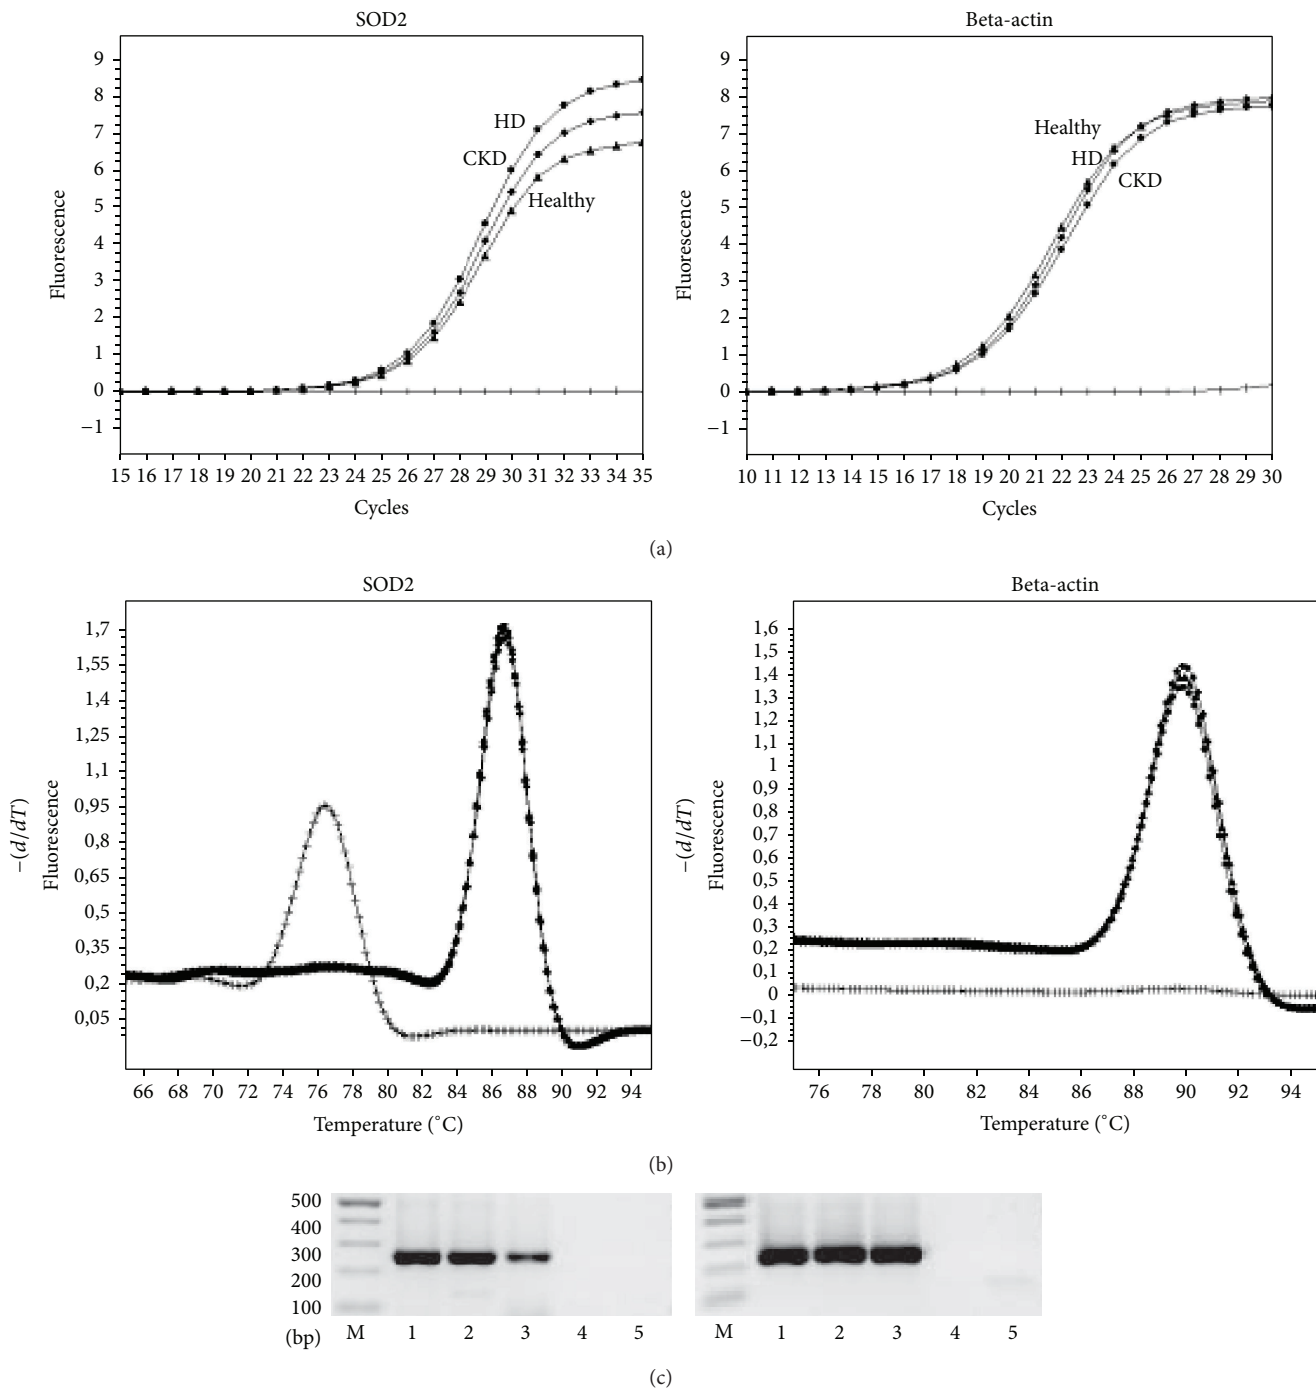 SOD2
9
8
7
6
5
4
3
2
1
0
−1
Fluorescence
HD
CKD
Healthy
15 16 17 18 19 20 21 22 23 24 25 26 27 28 29 30 31 32 33 34 35
Cycles
Beta-actin
9
8
7
6
5
4
3
2
1
0
−1
Fluorescence
Healthy
HD
CKD
10 11 12 13 14 15 16 17 18 19 20 21 22 23 24 25 26 27 28 29 30
Cycles
(a)
SOD2
1,7
1,55
1,4
1,25
1,1
0,95
0,8
0,65
0,5
0,35
0,2
0,05
−(d/dT)
Fluorescence
66 68 70 72 74 76 78 80 82 84 86 88 90 92 94
Temperature (°C)
Beta-actin
1,6
1,5
1,4
1,3
1,2
1,1
1
0,9
0,8
0,7
0,6
0,5
0,4
0,3
0,2
0,1
0
−0,1
−0,2
−(d/dT)
Fluorescence
76 78 80 82 84 86 88 90 92 94
Temperature (°C)
(b)
500
400
300
200
100
(bp) M 1 2 3 4 5
M 1 2 3 4 5
(c)